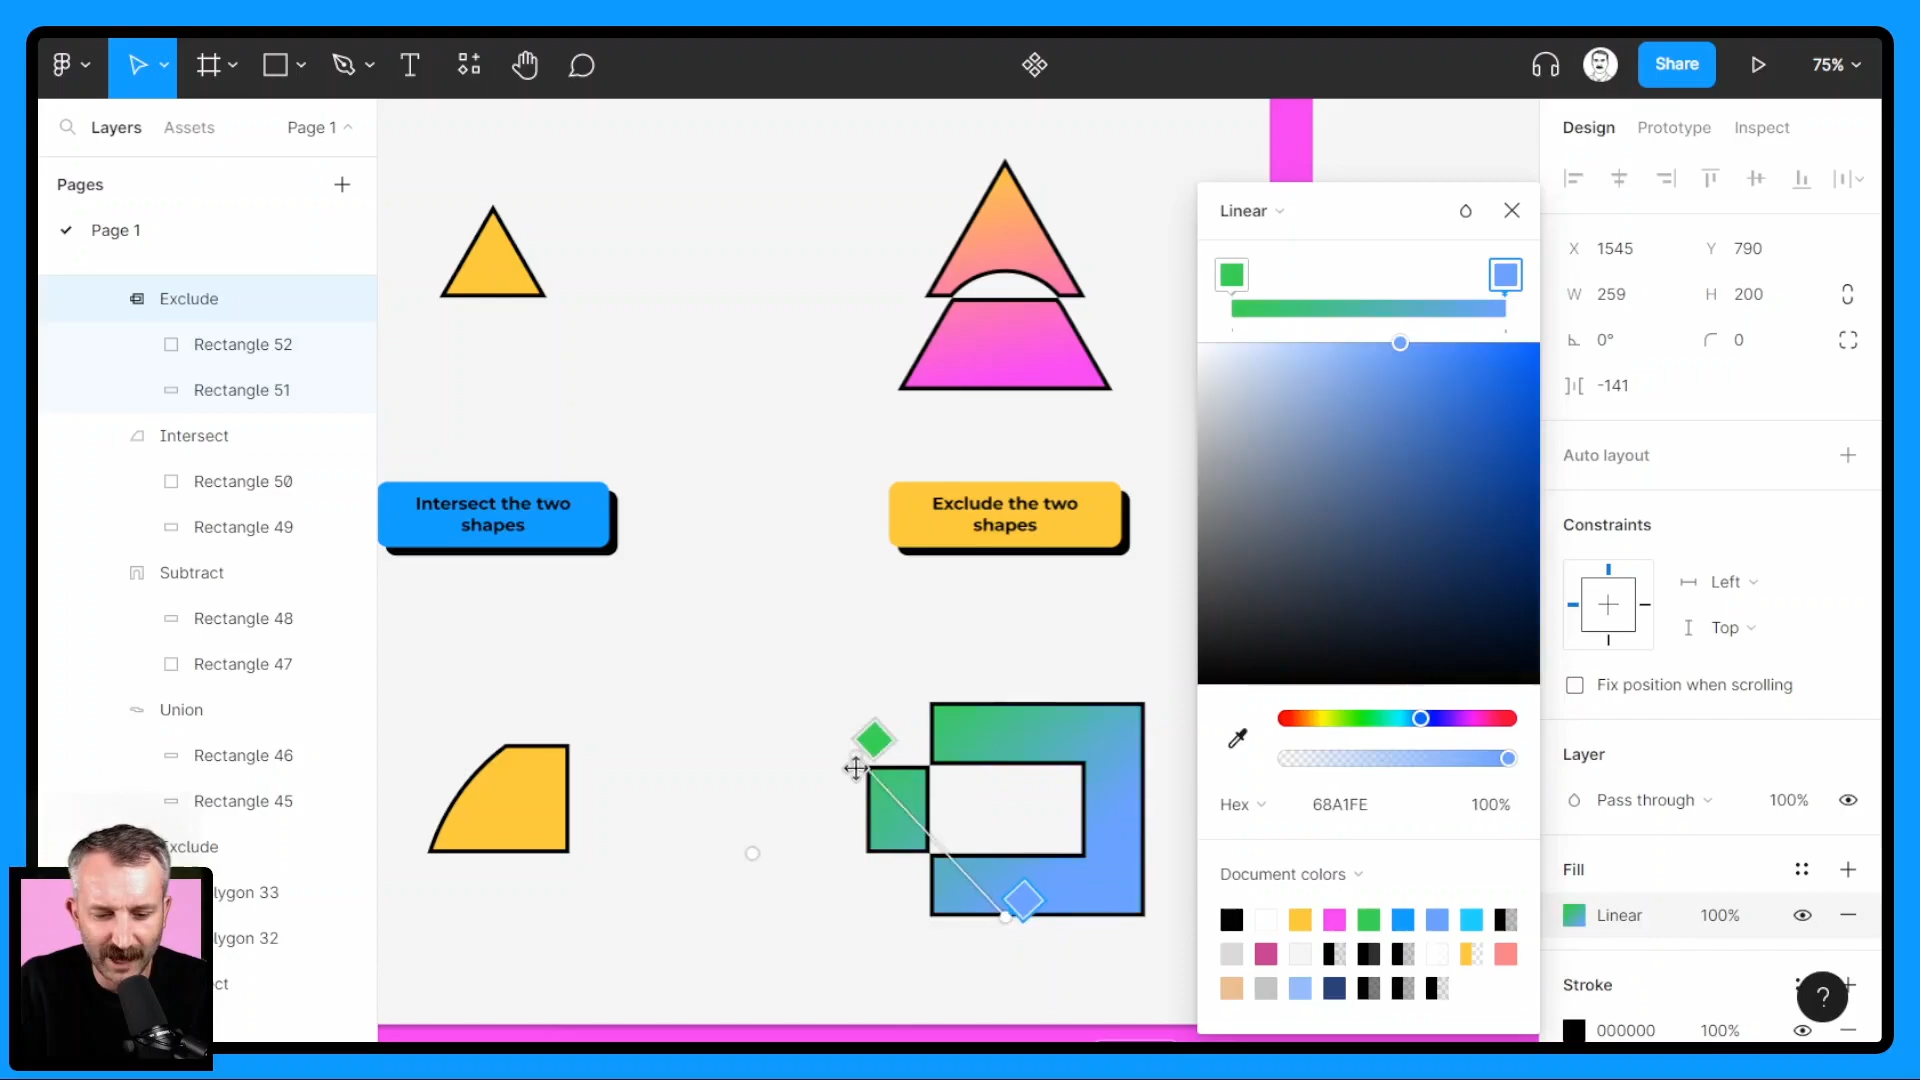 Share
75%
Layers
Assets
Page 1
Pages
Page 1
Exclude
Rectangle 52
Rectangle 51
Intersect
Rectangle 50
Rectangle 49
Subtract
Rectangle 48
Rectangle 47
Union
Rectangle 46
Rectangle 45
Exclude
lygon 33
lygon 32
ct
Intersect the two
shapes
Exclude the two
shapes
Linear
Hex
68A1FE
100%
Document colors
Design
Prototype
Inspect
X 1545
Y 790
W 259
H 200
0°
0
-141
Auto layout
Constraints
Left
Top
Fix position when scrolling
Layer
Pass through
100%
Fill
Linear
100%
Stroke
?
000000
100%